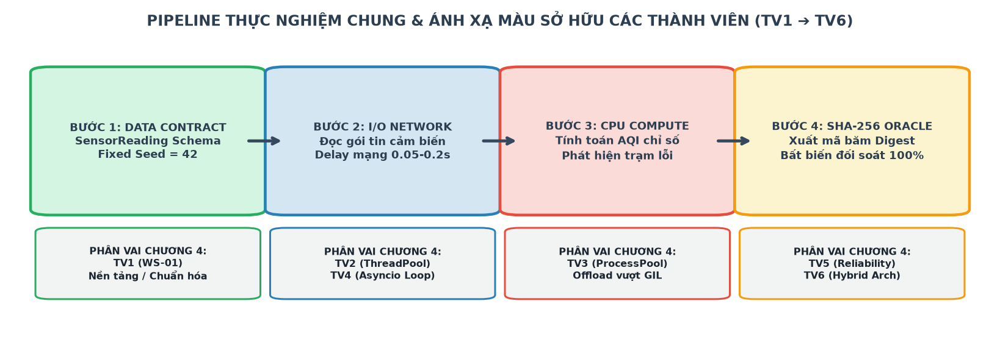 PIPELINE THỰC NGHIỆM CHUNG & ÁNH XẠ MÀU SỞ HỮU CÁC THÀNH VIÊN (TV1 ➔ TV6)
BƯỚC 1: DATA CONTRACT
SensorReading Schema
Fixed Seed = 42
BƯỚC 2: I/O NETWORK
Đọc gói tin cảm biến
Delay mạng 0.05-0.2s
BƯỚC 3: CPU COMPUTE
Tính toán AQI chỉ số
Phát hiện trạm lỗi
BƯỚC 4: SHA-256 ORACLE
Xuất mã băm Digest
Bất biến đối soát 100%
PHÂN VAI CHƯƠNG 4:
TV1 (WS-01)
Nền tảng / Chuẩn hóa
PHÂN VAI CHƯƠNG 4:
TV2 (ThreadPool)
TV4 (Asyncio Loop)
PHÂN VAI CHƯƠNG 4:
TV3 (ProcessPool)
Offload vượt GIL
PHÂN VAI CHƯƠNG 4:
TV5 (Reliability)
TV6 (Hybrid Arch)